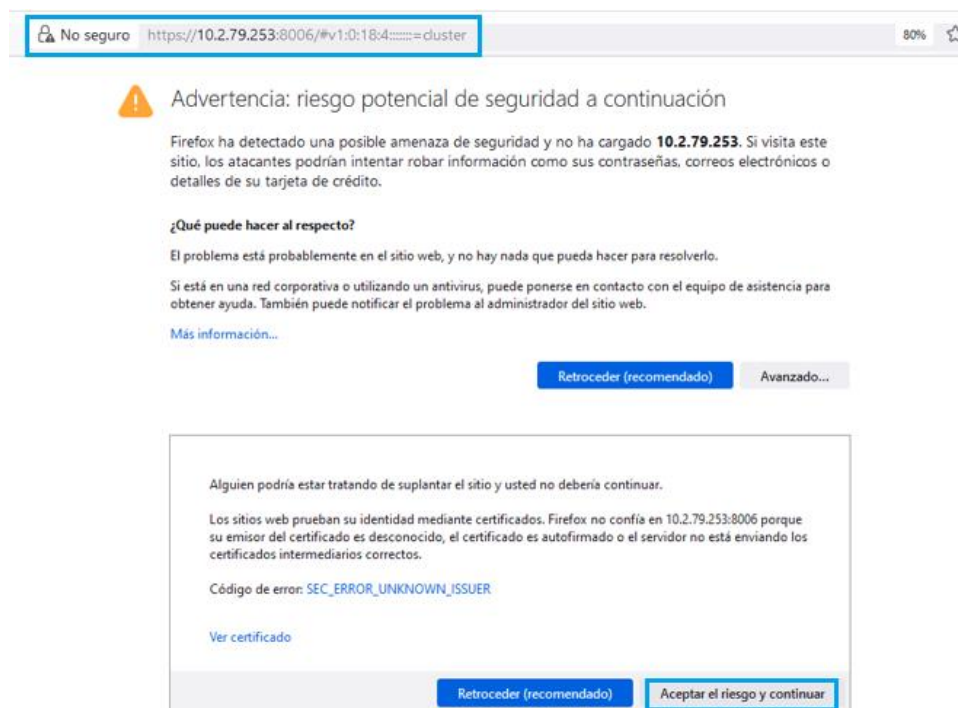 No seguro https://10.2.79.253:8006/#v1:0:18:4:::::::=cluster 80%
Advertencia: riesgo potencial de seguridad a continuación
Firefox ha detectado una posible amenaza de seguridad y no ha cargado 10.2.79.253. Si visita este
sitio, los atacantes podrían intentar robar información como sus contraseñas, correos electrónicos o
detalles de su tarjeta de crédito.
¿Qué puede hacer al respecto?
El problema está probablemente en el sitio web, y no hay nada que pueda hacer para resolverlo.
Si está en una red corporativa o utilizando un antivirus, puede ponerse en contacto con el equipo de asistencia para
obtener ayuda. También puede notificar el problema al administrador del sitio web.
Más información...
Retroceder (recomendado) Avanzado...
Alguien podría estar tratando de suplantar el sitio y usted no debería continuar.
Los sitios web prueban su identidad mediante certificados. Firefox no confía en 10.2.79.253:8006 porque
su emisor del certificado es desconocido, el certificado es autofirmado o el servidor no está enviando los
certificados intermediarios correctos.
Código de error: SEC_ERROR_UNKNOWN_ISSUER
Ver certificado
Retroceder (recomendado) Aceptar el riesgo y continuar